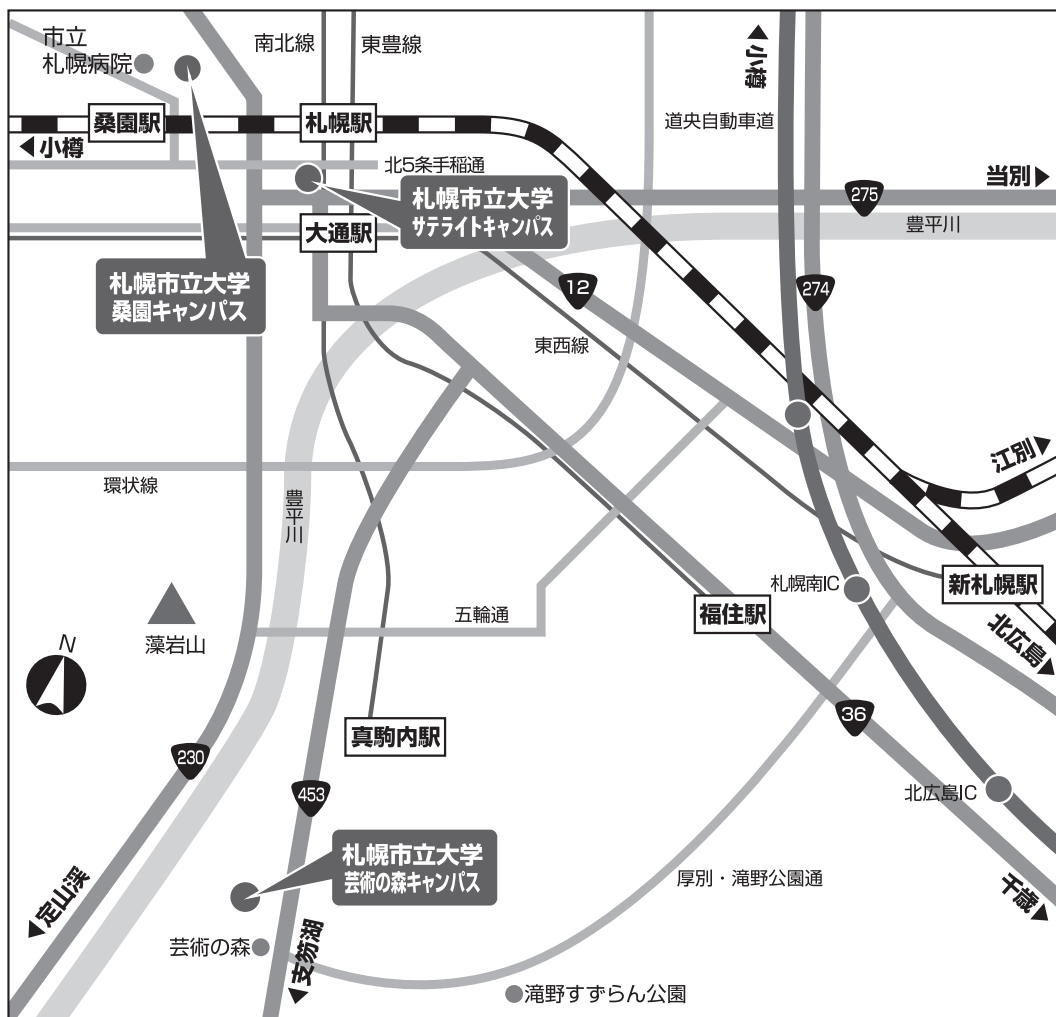 市立
札幌病院
南北線
東豊線
小樽
道央自動車道
桑園駅
札幌駅
小樽
北5条手稲通
当別
275
札幌市立大学
サテライトキャンパス
豊平川
大通駅
札幌市立大学
桑園キャンパス
12
274
東西線
環状線
豊平川
江別
札幌南IC
新札幌駅
福住駅
五輪通
藻岩山
N
北広島
真駒内駅
36
230
453
北広島IC
札幌市立大学
芸術の森キャンパス
厚別・滝野公園通
千歳
定山渓
芸術の森
支笏湖
滝野すずらん公園